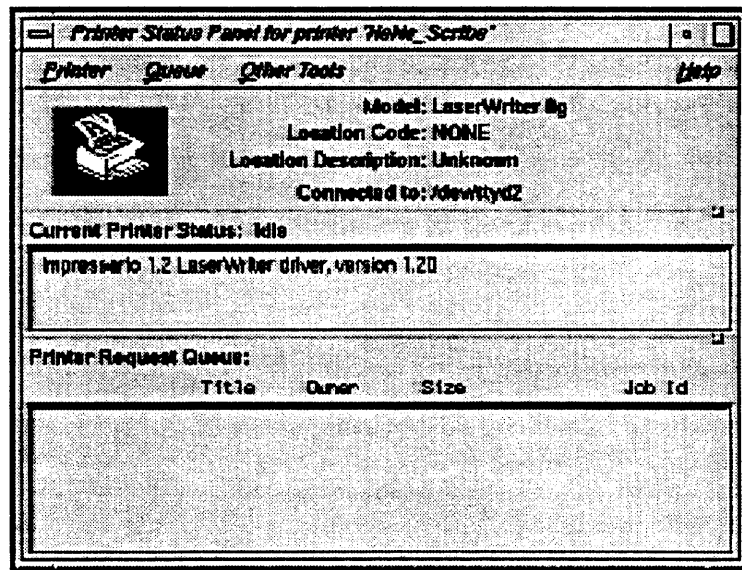 Printer Status Panel for printer "HeNe_Scribe"
Printer Queue Other Tools Help
Model: LaserWriter IIg
Location Code: NONE
Location Description: Unknown
Connected to: /dev/ttyd2
Current Printer Status: Idle
Impressario 1.2 LaserWriter driver, version 1.20
Printer Request Queue:
Title Owner Size Job Id